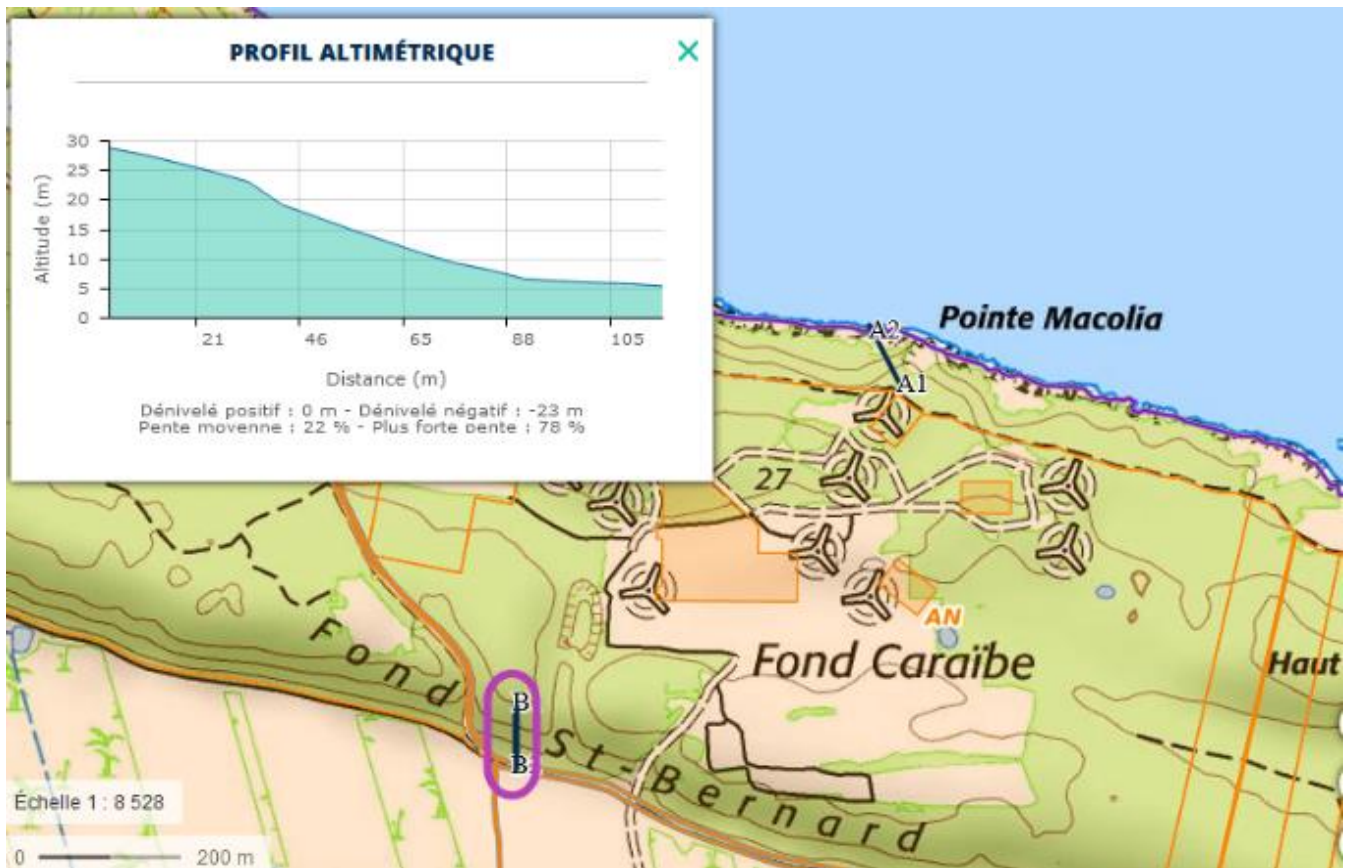 PROFIL ALTIMÉTRIQUE
30
25
20
15
10
5
0
Altitude (m)
21 46 65 88 105
Distance (m)
Dénivelé positif : 0 m - Dénivelé négatif : -23 m
Pente moyenne : 22 % - Plus forte pente : 78 %
A2
Pointe Macolia
A1
27
AN
Fond Caraïbe
Haut
Fond St-Bernard
B
B
Échelle 1 : 8 528
0 200 m